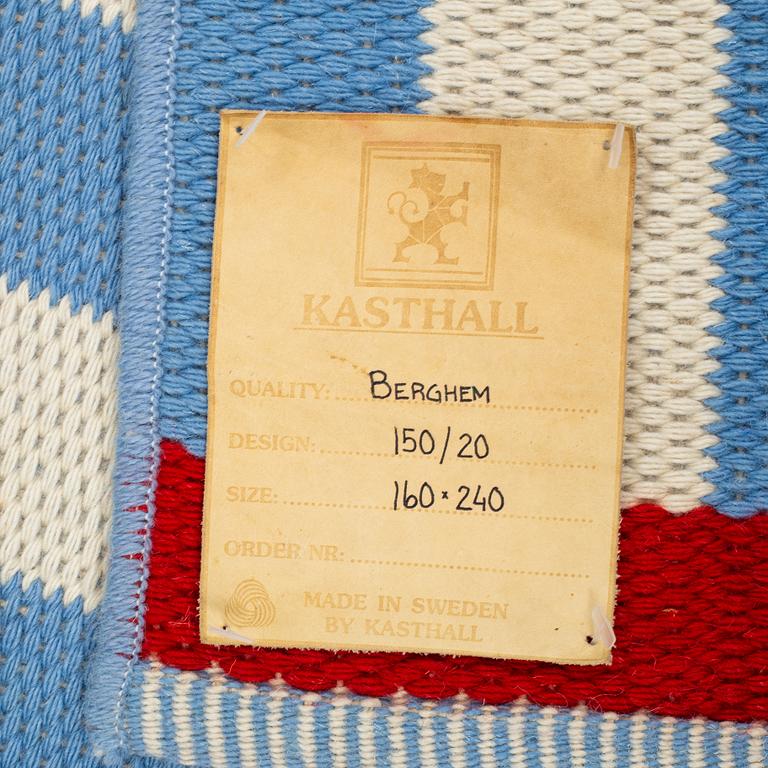 KASTHALL
QUALITY: BERGHEM
DESIGN: 150/20
SIZE: 160×240
ORDER NR:
MADE IN SWEDEN
BY KASTHALL